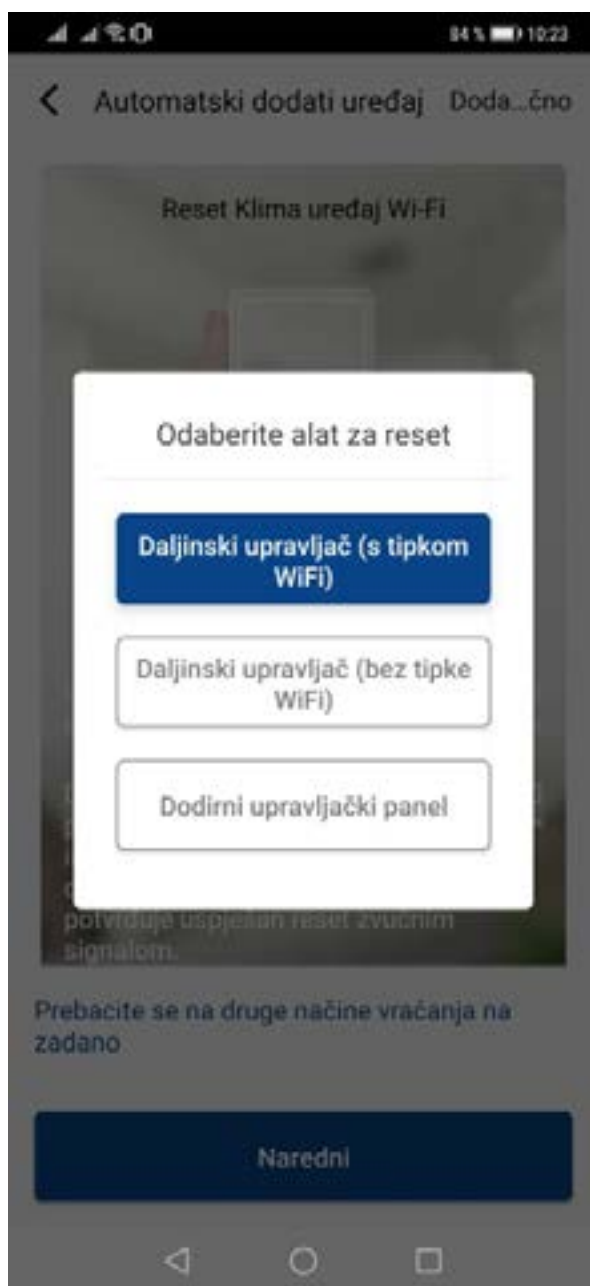 84 % 10:23
Automatski dodati uređaj Doda...čno
Reset Klima uređaj Wi-Fi
Odaberite alat za reset
Daljinski upravljač (s tipkom
WiFi)
Daljinski upravljač (bez tipke
WiFi)
Dodirni upravljački panel
potvrđuje uspješan reset zvučnim
signalom.
Prebacite se na druge načine vraćanja na
zadano
Naredni